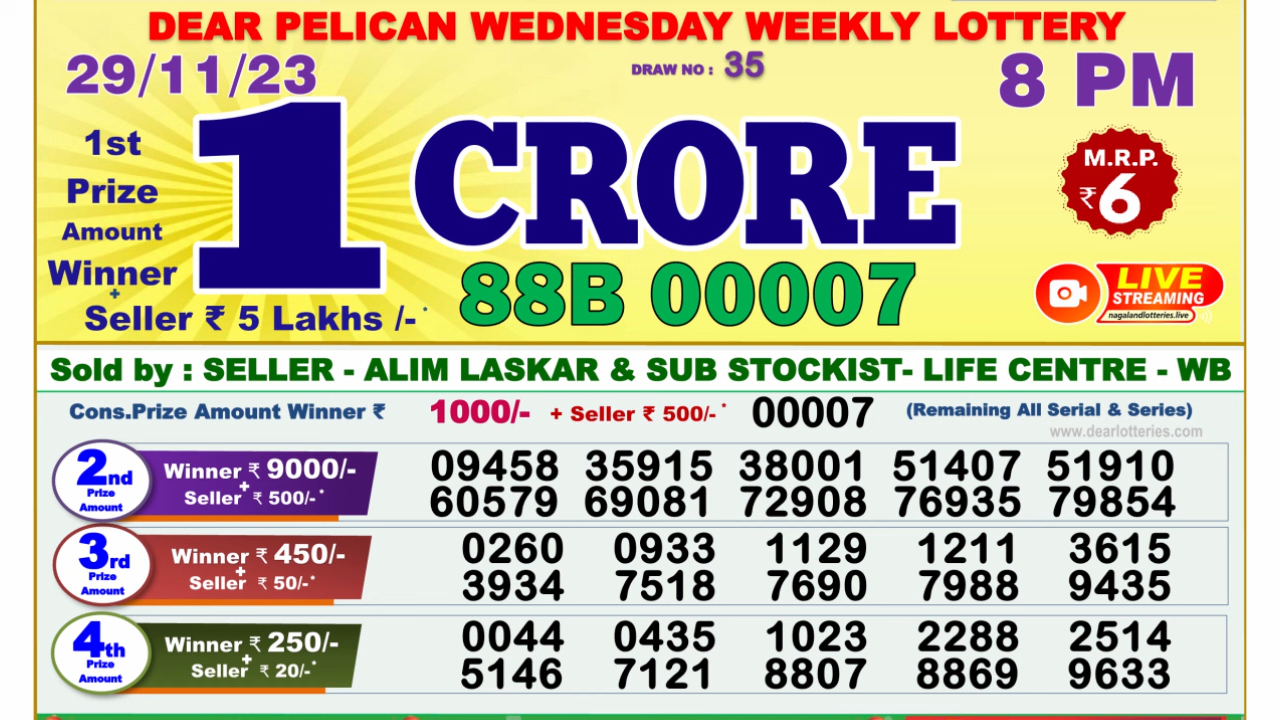 DEAR PELICAN WEDNESDAY WEEKLY LOTTERY
29/11/23
DRAW NO : 35
8 PM
1st
Prize
Amount
Winner
+
Seller ₹ 5 Lakhs /- *
1 CRORE
88B 00007
M.R.P.
₹6
LIVE
STREAMING
nagalandlotteries.live
Sold by : SELLER - ALIM LASKAR & SUB STOCKIST- LIFE CENTRE - WB
Cons.Prize Amount Winner ₹ 1000/- + Seller ₹ 500/- * 00007 (Remaining All Serial & Series)
www.dearlotteries.com
2nd
Prize
Amount
Winner ₹ 9000/-
+
Seller ₹ 500/- *
09458 35915 38001 51407 51910
60579 69081 72908 76935 79854
3rd
Prize
Amount
Winner ₹ 450/-
+
Seller ₹ 50/- *
0260 0933 1129 1211 3615
3934 7518 7690 7988 9435
4th
Prize
Amount
Winner ₹ 250/-
+
Seller ₹ 20/- *
0044 0435 1023 2288 2514
5146 7121 8807 8869 9633